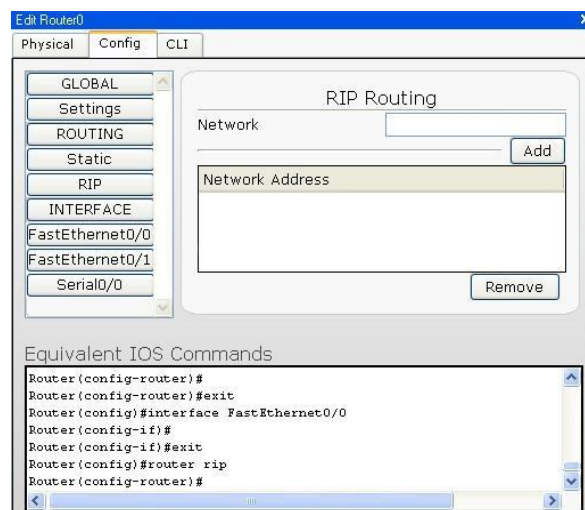 Edit Router0
Physical Config CLI
GLOBAL
Settings
ROUTING
Static
RIP
INTERFACE
FastEthernet0/0
FastEthernet0/1
Serial0/0
RIP Routing
Network
Add
Network Address
Remove
Equivalent IOS Commands
Router(config-router)#
Router(config-router)#exit
Router(config)#interface FastEthernet0/0
Router(config-if)#
Router(config-if)#exit
Router(config)#router rip
Router(config-router)#